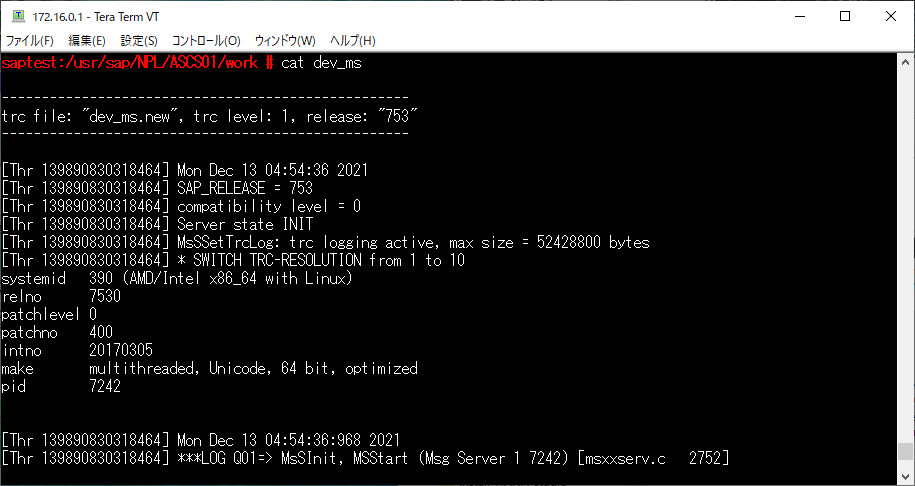 172.16.0.1 - Tera Term VT
ファイル(F) 編集(E) 設定(S) コントロール(O) ウィンドウ(W) ヘルプ(H)
saptest:/usr/sap/NPL/ASCS01/work # cat dev_ms
---------------------------------------------------
trc file: "dev_ms.new", trc level: 1, release: "753"
---------------------------------------------------
[Thr 139890830318464] Mon Dec 13 04:54:36 2021
[Thr 139890830318464] SAP_RELEASE = 753
[Thr 139890830318464] compatibility level = 0
[Thr 139890830318464] Server state INIT
[Thr 139890830318464] MsSSetTrcLog: trc logging active, max size = 52428800 bytes
[Thr 139890830318464] * SWITCH TRC-RESOLUTION from 1 to 10
systemid   390 (AMD/Intel x86_64 with Linux)
relno      7530
patchlevel 0
patchno    400
intno      20170305
make       multithreaded, Unicode, 64 bit, optimized
pid        7242
[Thr 139890830318464] Mon Dec 13 04:54:36:968 2021
[Thr 139890830318464] ***LOG Q01=> MsSInit, MSStart (Msg Server 1 7242) [msxxserv.c   2752]